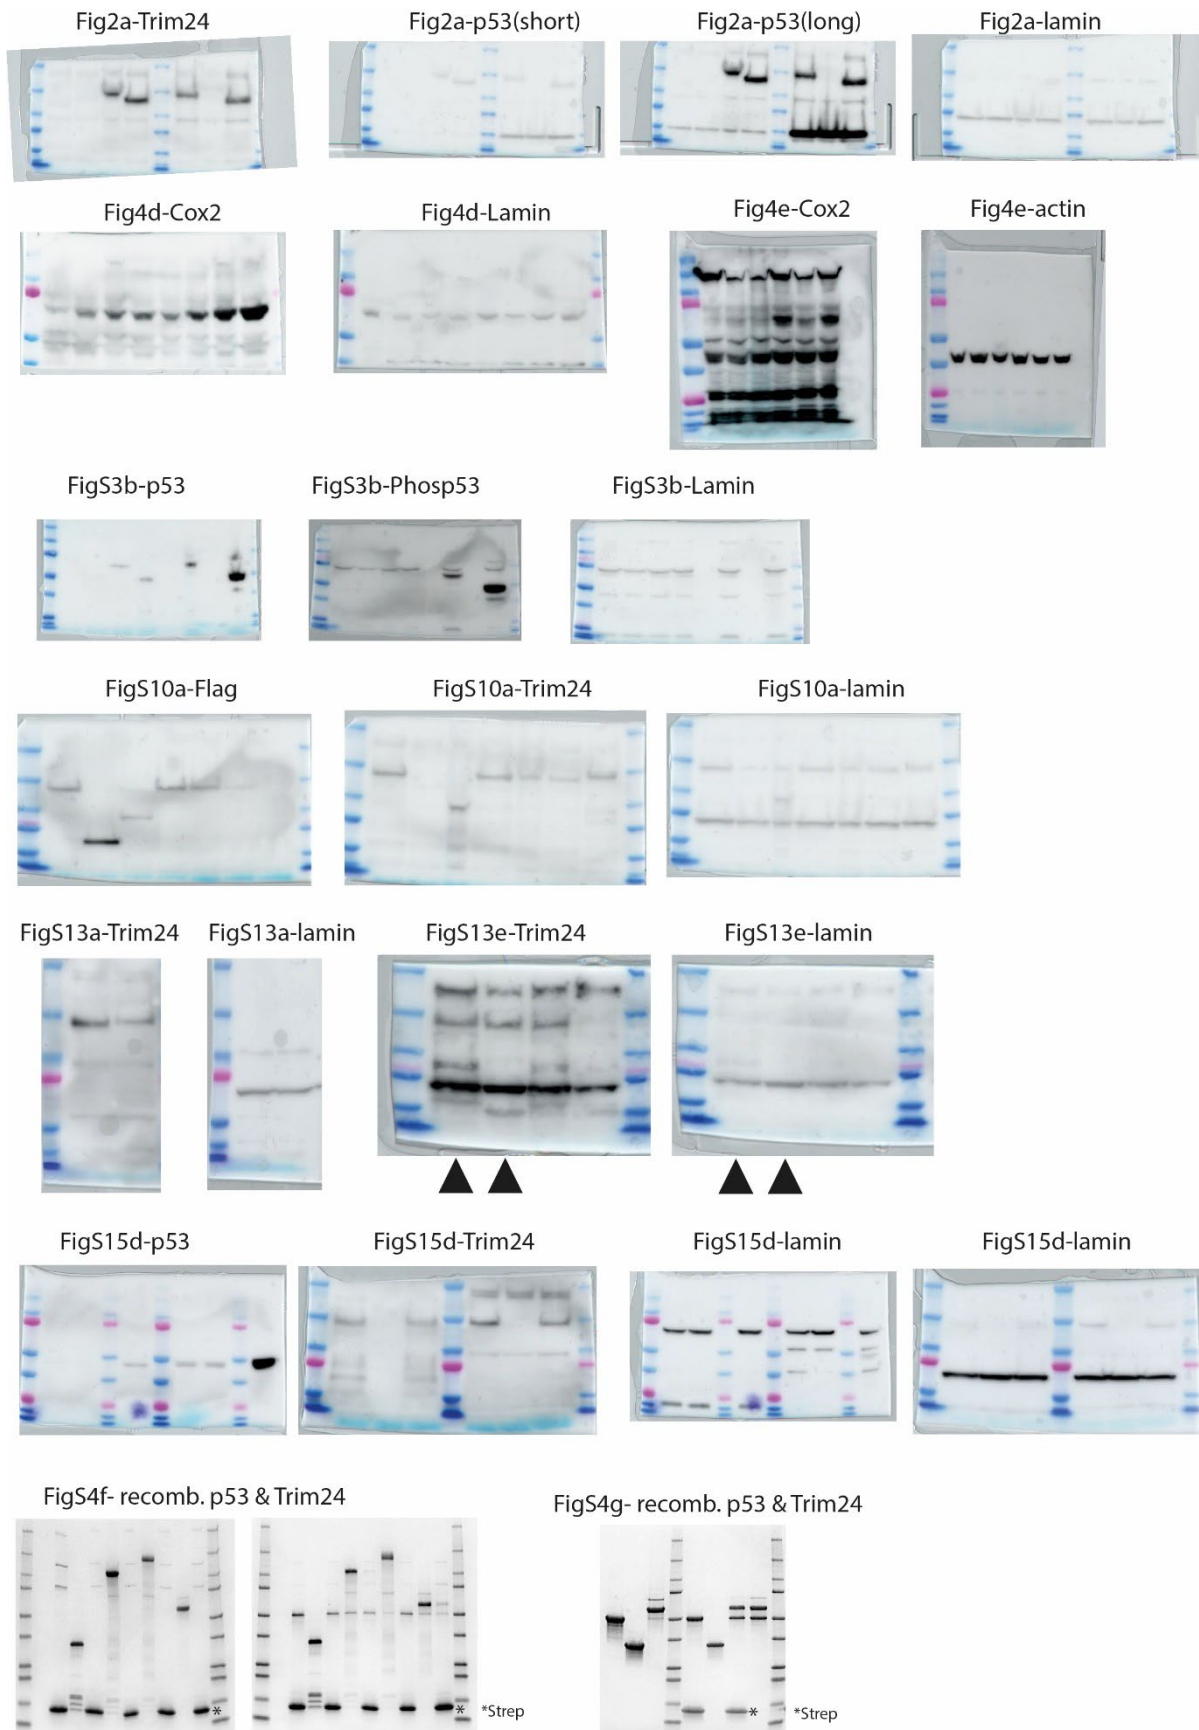 Fig2a-Trim24
Fig2a-p53(short)
Fig2a-p53(long)
Fig2a-lamin
Fig4d-Cox2
Fig4d-Lamin
Fig4e-Cox2
Fig4e-actin
FigS3b-p53
FigS3b-Phosp53
FigS3b-Lamin
FigS10a-Flag
FigS10a-Trim24
FigS10a-lamin
FigS13a-Trim24
FigS13a-lamin
FigS13e-Trim24
FigS13e-lamin
FigS15d-p53
FigS15d-Trim24
FigS15d-lamin
FigS15d-lamin
FigS4f- recomb. p53 & Trim24
FigS4g- recomb. p53 & Trim24
*
*
*Strep
*
*Strep